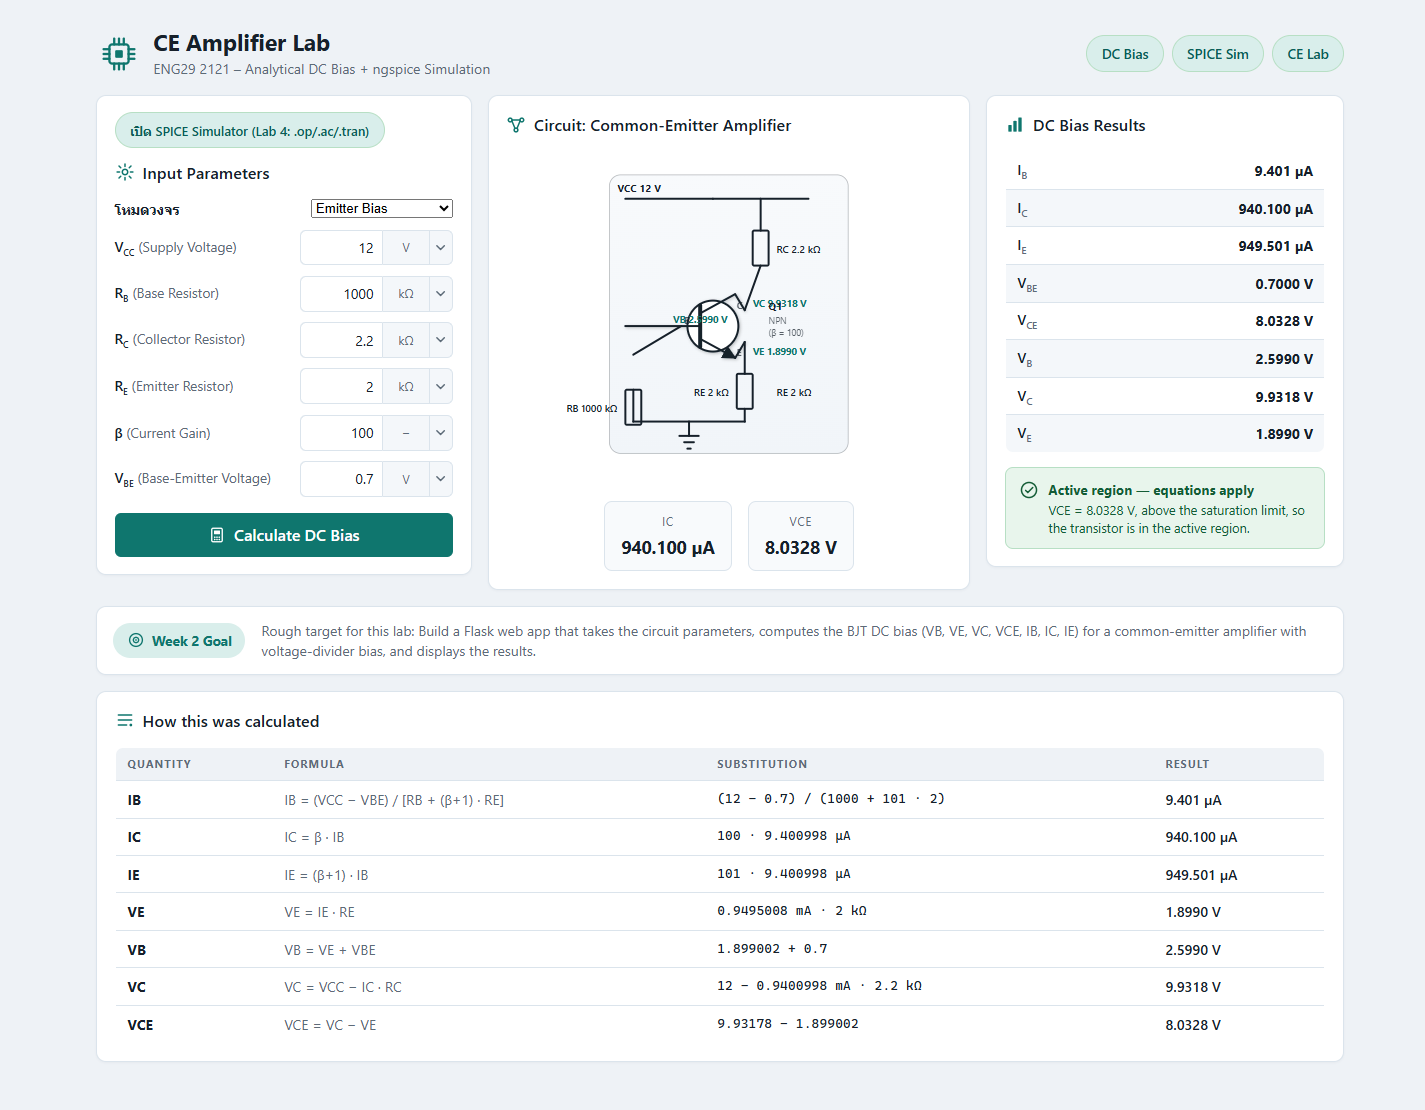 CE Amplifier Lab
ENG29 2121 – Analytical DC Bias + ngspice Simulation
DC Bias
SPICE Sim
CE Lab
เปิด SPICE Simulator (Lab 4: .op/.ac/.tran)
Input Parameters
โหมดวงจร
Emitter Bias
VCC (Supply Voltage) 12 V
RB (Base Resistor) 1000 kΩ
RC (Collector Resistor) 2.2 kΩ
RE (Emitter Resistor) 2 kΩ
β (Current Gain) 100 –
VBE (Base-Emitter Voltage) 0.7 V
Calculate DC Bias
Circuit: Common-Emitter Amplifier
VCC 12 V
RC 2.2 kΩ
C
VC 9.9318 V
Q1
VB 2.5990 V
NPN
(β = 100)
VE 1.8990 V
RE 2 kΩ
RE 2 kΩ
RB 1000 kΩ
IC
940.100 µA
VCE
8.0328 V
DC Bias Results
IB 9.401 µA
IC 940.100 µA
IE 949.501 µA
VBE 0.7000 V
VCE 8.0328 V
VB 2.5990 V
VC 9.9318 V
VE 1.8990 V
Active region — equations apply
VCE = 8.0328 V, above the saturation limit, so
the transistor is in the active region.
Week 2 Goal
Rough target for this lab: Build a Flask web app that takes the circuit parameters, computes the BJT DC bias (VB, VE, VC, VCE, IB, IC, IE) for a common-emitter amplifier with
voltage-divider bias, and displays the results.
How this was calculated
QUANTITY FORMULA SUBSTITUTION RESULT
IB IB = (VCC − VBE) / [RB + (β+1) · RE] (12 − 0.7) / (1000 + 101 · 2) 9.401 µA
IC IC = β · IB 100 · 9.400998 µA 940.100 µA
IE IE = (β+1) · IB 101 · 9.400998 µA 949.501 µA
VE VE = IE · RE 0.9495008 mA · 2 kΩ 1.8990 V
VB VB = VE + VBE 1.899002 + 0.7 2.5990 V
VC VC = VCC − IC · RC 12 − 0.9400998 mA · 2.2 kΩ 9.9318 V
VCE VCE = VC − VE 9.93178 − 1.899002 8.0328 V